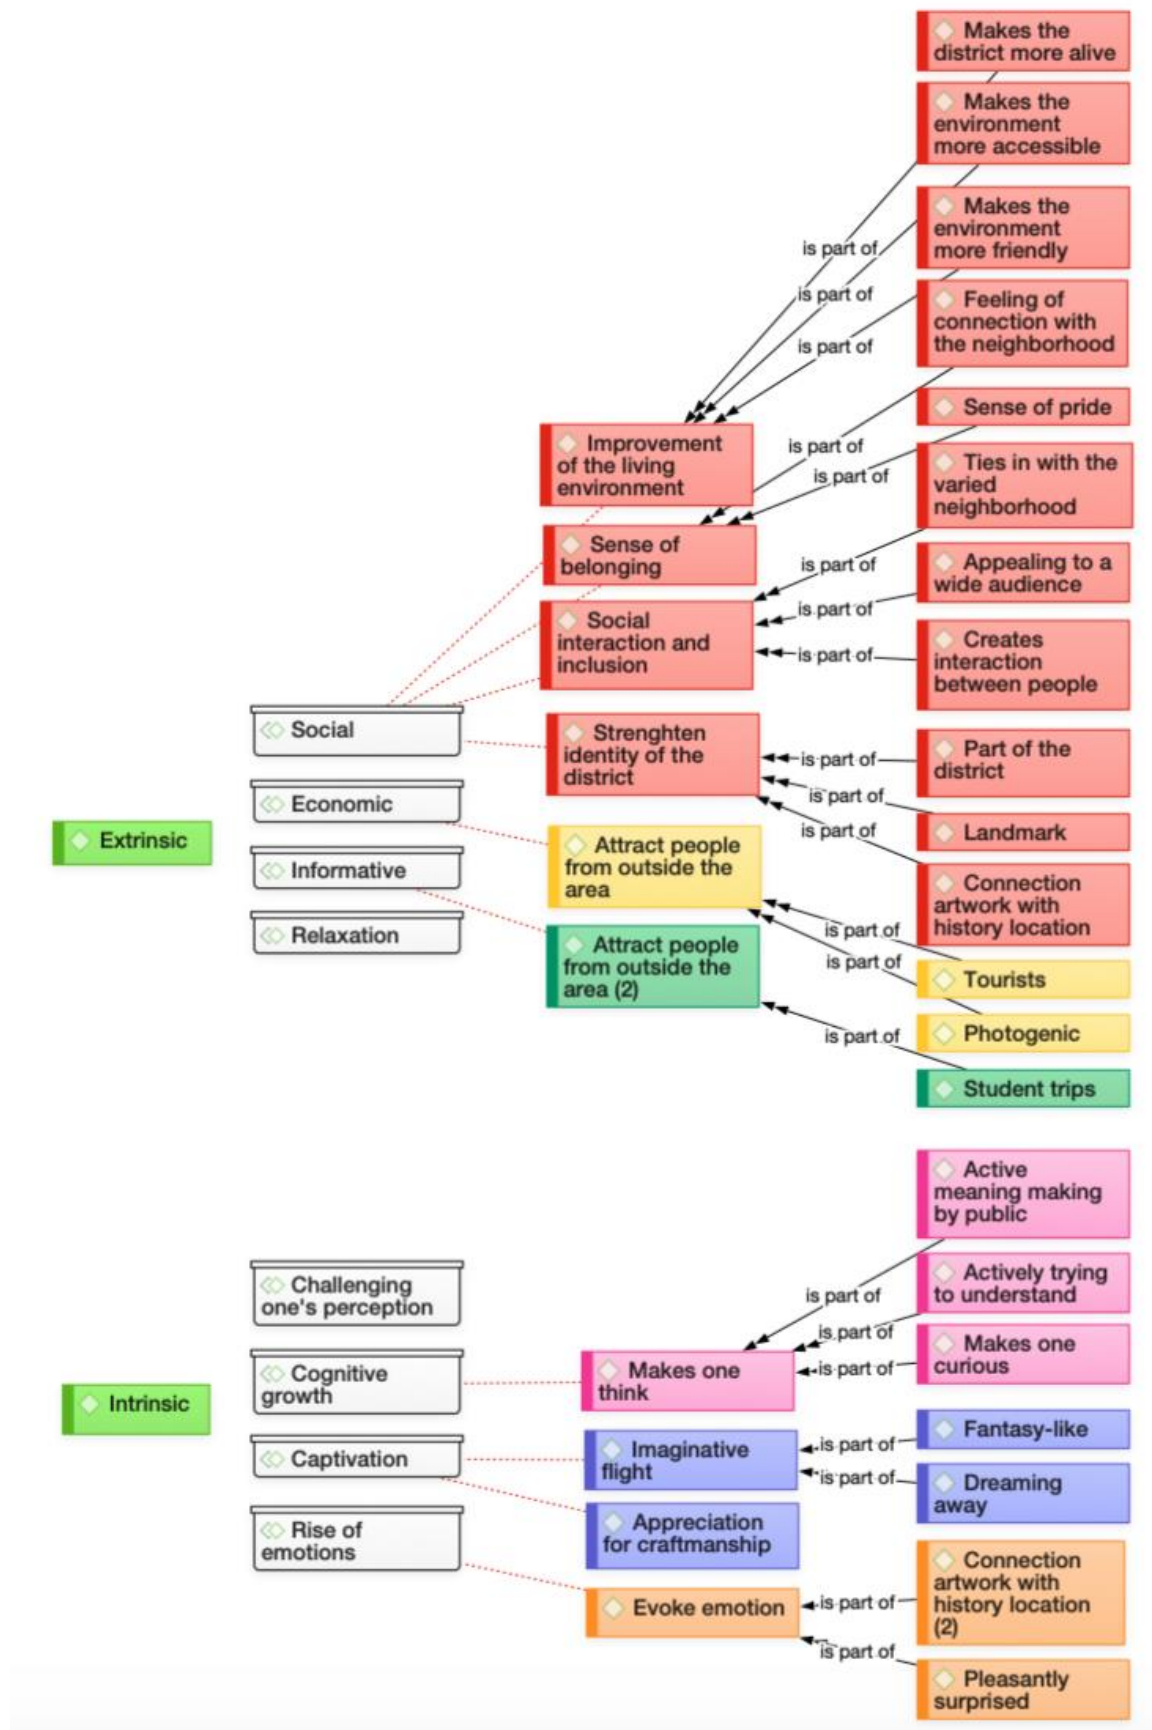 Makes the
district more alive
Makes the
environment
more accessible
Makes the
environment
more friendly
is part of
is part of
Feeling of
connection with
the neighborhood
is part of
Sense of pride
Improvement
of the living
environment
is part of
is part of
Ties in with the
varied
neighborhood
Sense of
belonging
is part of
Appealing to a
wide audience
Social
interaction and
inclusion
is part of
is part of
Creates
interaction
between people
Social
Strenghten
identity of the
district
is part of
Part of the
district
is part of
Economic
is part of
Landmark
Extrinsic
Attract people
from outside the
area
Informative
Connection
artwork with
history location
Relaxation
Attract people
from outside the
area (2)
is part of
is part of
Tourists
Photogenic
is part of
Student trips
Active
meaning making
by public
Challenging
one's perception
is part of
Actively trying
to understand
is part of
Cognitive
growth
Makes one
think
is part of
Makes one
curious
Intrinsic
Captivation
Imaginative
flight
is part of
Fantasy-like
is part of
Dreaming
away
Rise of
emotions
Appreciation
for craftmanship
Connection
artwork with
history location
(2)
Evoke emotion
is part of
is part of
Pleasantly
surprised